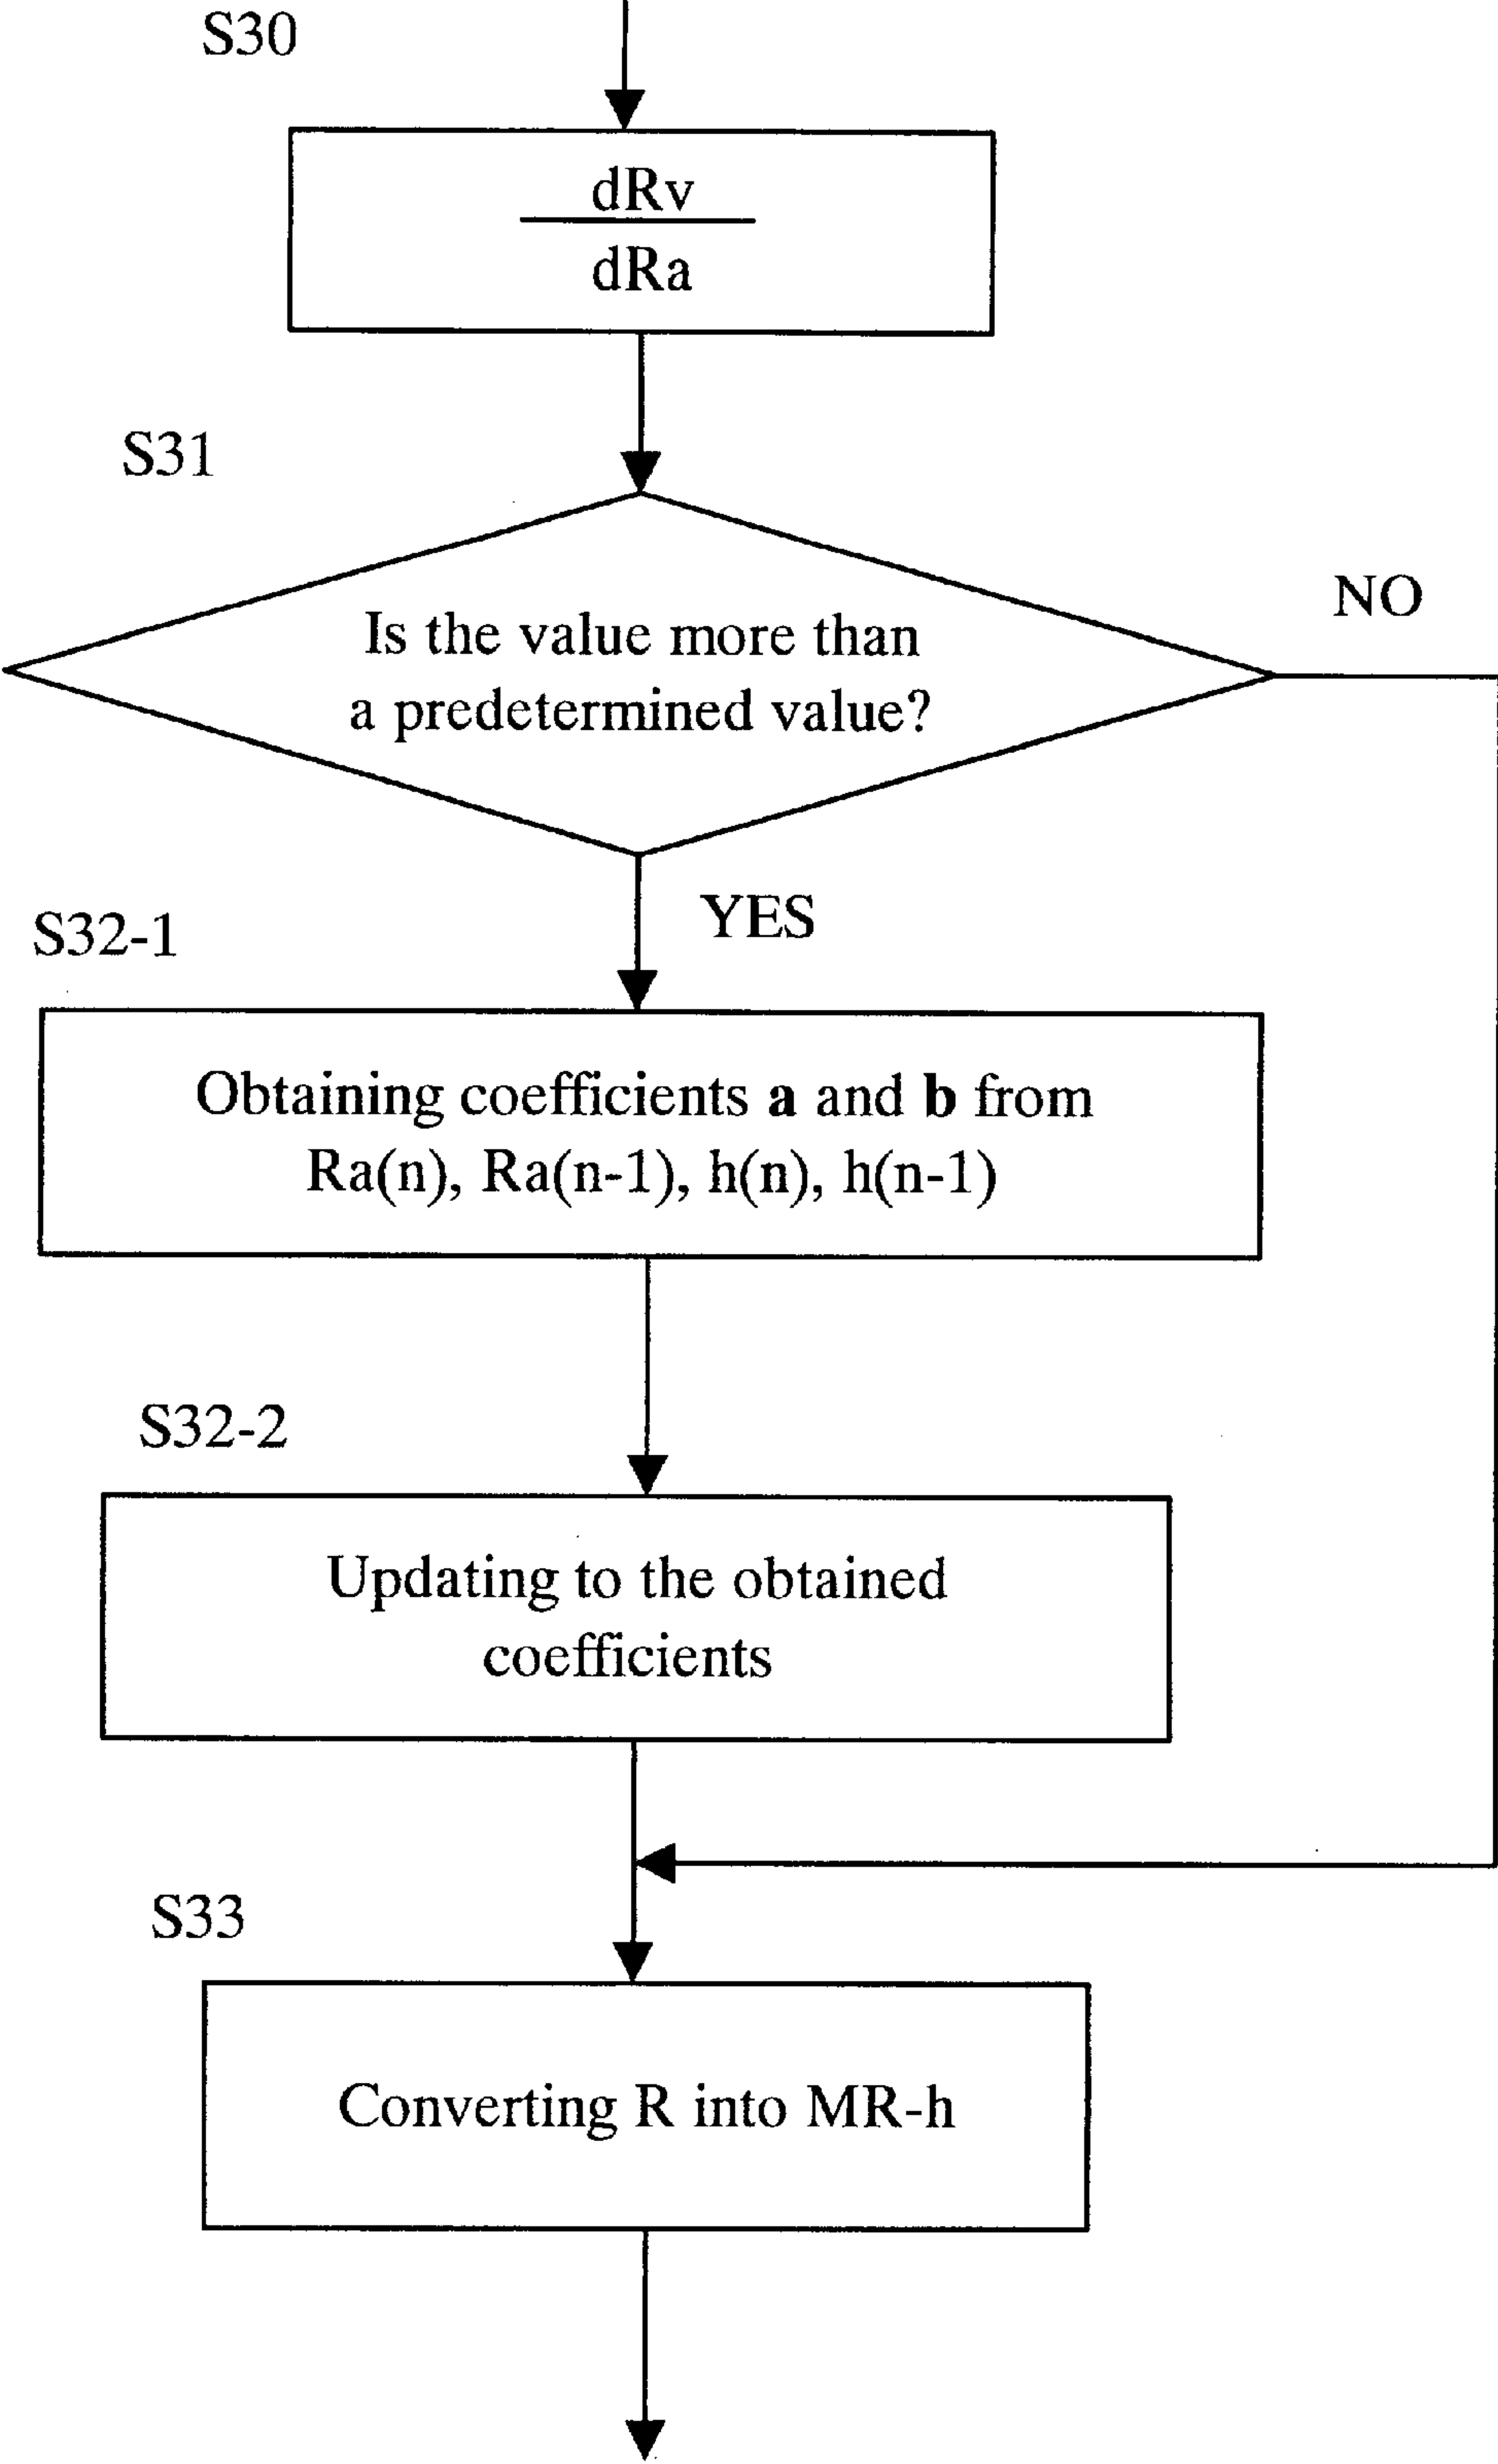 S30
dRv
dRa
S31
Is the value more than
a predetermined value?
NO
YES
S32-1
Obtaining coefficients a and b from
Ra(n), Ra(n-1), h(n), h(n-1)
S32-2
Updating to the obtained
coefficients
S33
Converting R into MR-h